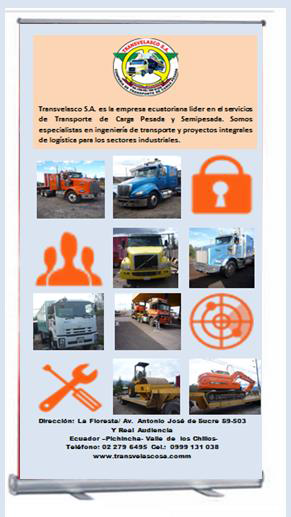 TRANSVELASCO S.A.
Transvelasco S.A. es la empresa ecuatoriana líder en el servicios
de Transporte de Carga Pesada y Semipesada. Somos
especialistas en ingeniería de transporte y proyectos integrales
de logística para los sectores industriales.
Dirección: La Floresta/ Av. Antonio José de Sucre S9-503
Y Real Audiencia
Ecuador –Pichincha- Valle de los Chillos-
Teléfono: 02 279 6495 Cel.: 0999 131 038
www.transvelascosa.comm